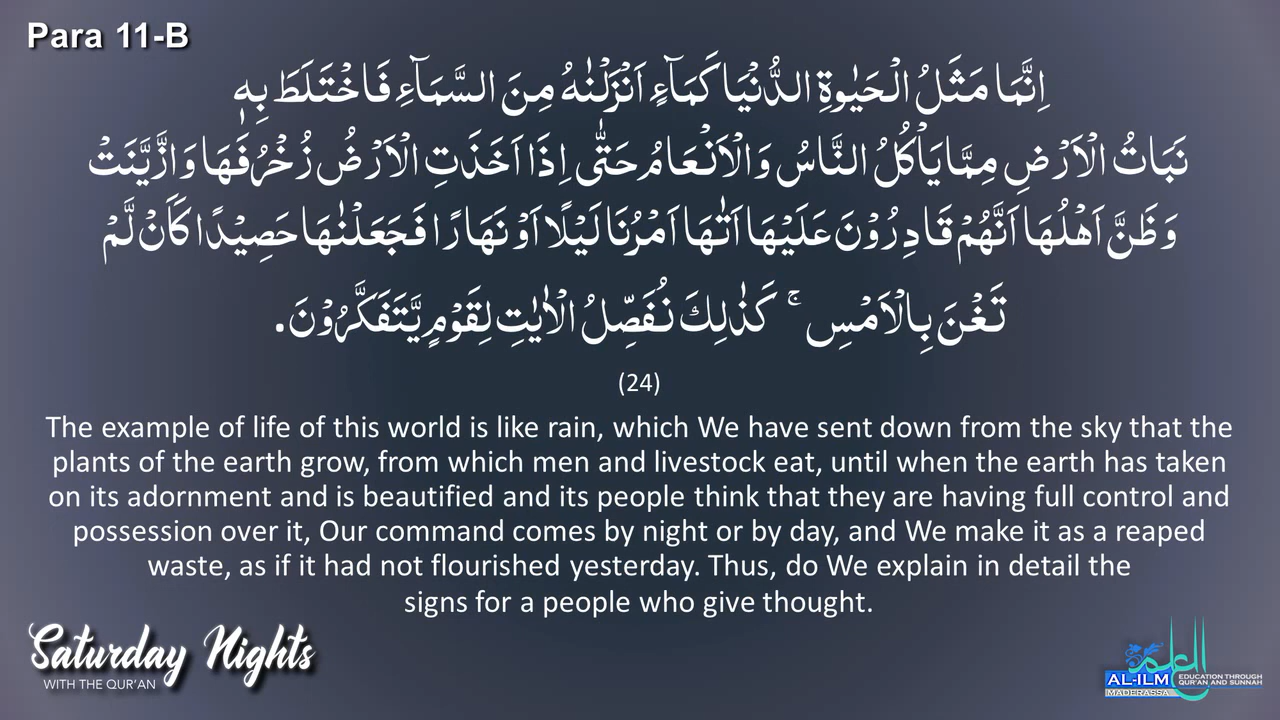 Para 11-B
اِنَّمَا مَثَلُ الْحَيٰوةِ الدُّنْيَا كَمَآءٍ اَنْزَلْنٰهُ مِنَ السَّمَآءِ فَاخْتَلَطَ بِهٖ
نَبَاتُ الْاَرْضِ مِمَّا يَاْكُلُ النَّاسُ وَالْاَنْعَامُ حَتّٰى اِذَا اَخَذَتِ الْاَرْضُ زُخْرُفَهَا وَازَّيَّنَتْ
وَظَنَّ اَهْلُهَا اَنَّهُمْ قَادِرُوْنَ عَلَيْهَا اَتٰهَا اَمْرُنَا لَيْلًا اَوْ نَهَارًا فَجَعَلْنٰهَا حَصِيْدًا كَاَنْ لَّمْ
تَغْنَ بِالْاَمْسِ ۚ كَذٰلِكَ نُفَصِّلُ الْاٰيٰتِ لِقَوْمٍ يَّتَفَكَّرُوْنَ.
(24)
The example of life of this world is like rain, which We have sent down from the sky that the
plants of the earth grow, from which men and livestock eat, until when the earth has taken
on its adornment and is beautified and its people think that they are having full control and
possession over it, Our command comes by night or by day, and We make it as a reaped
waste, as if it had not flourished yesterday. Thus, do We explain in detail the
signs for a people who give thought.
Saturday Nights
WITH THE QUR'AN
العلم
AL-ILM
MADERASSA
EDUCATION THROUGH
QUR'AN AND SUNNAH